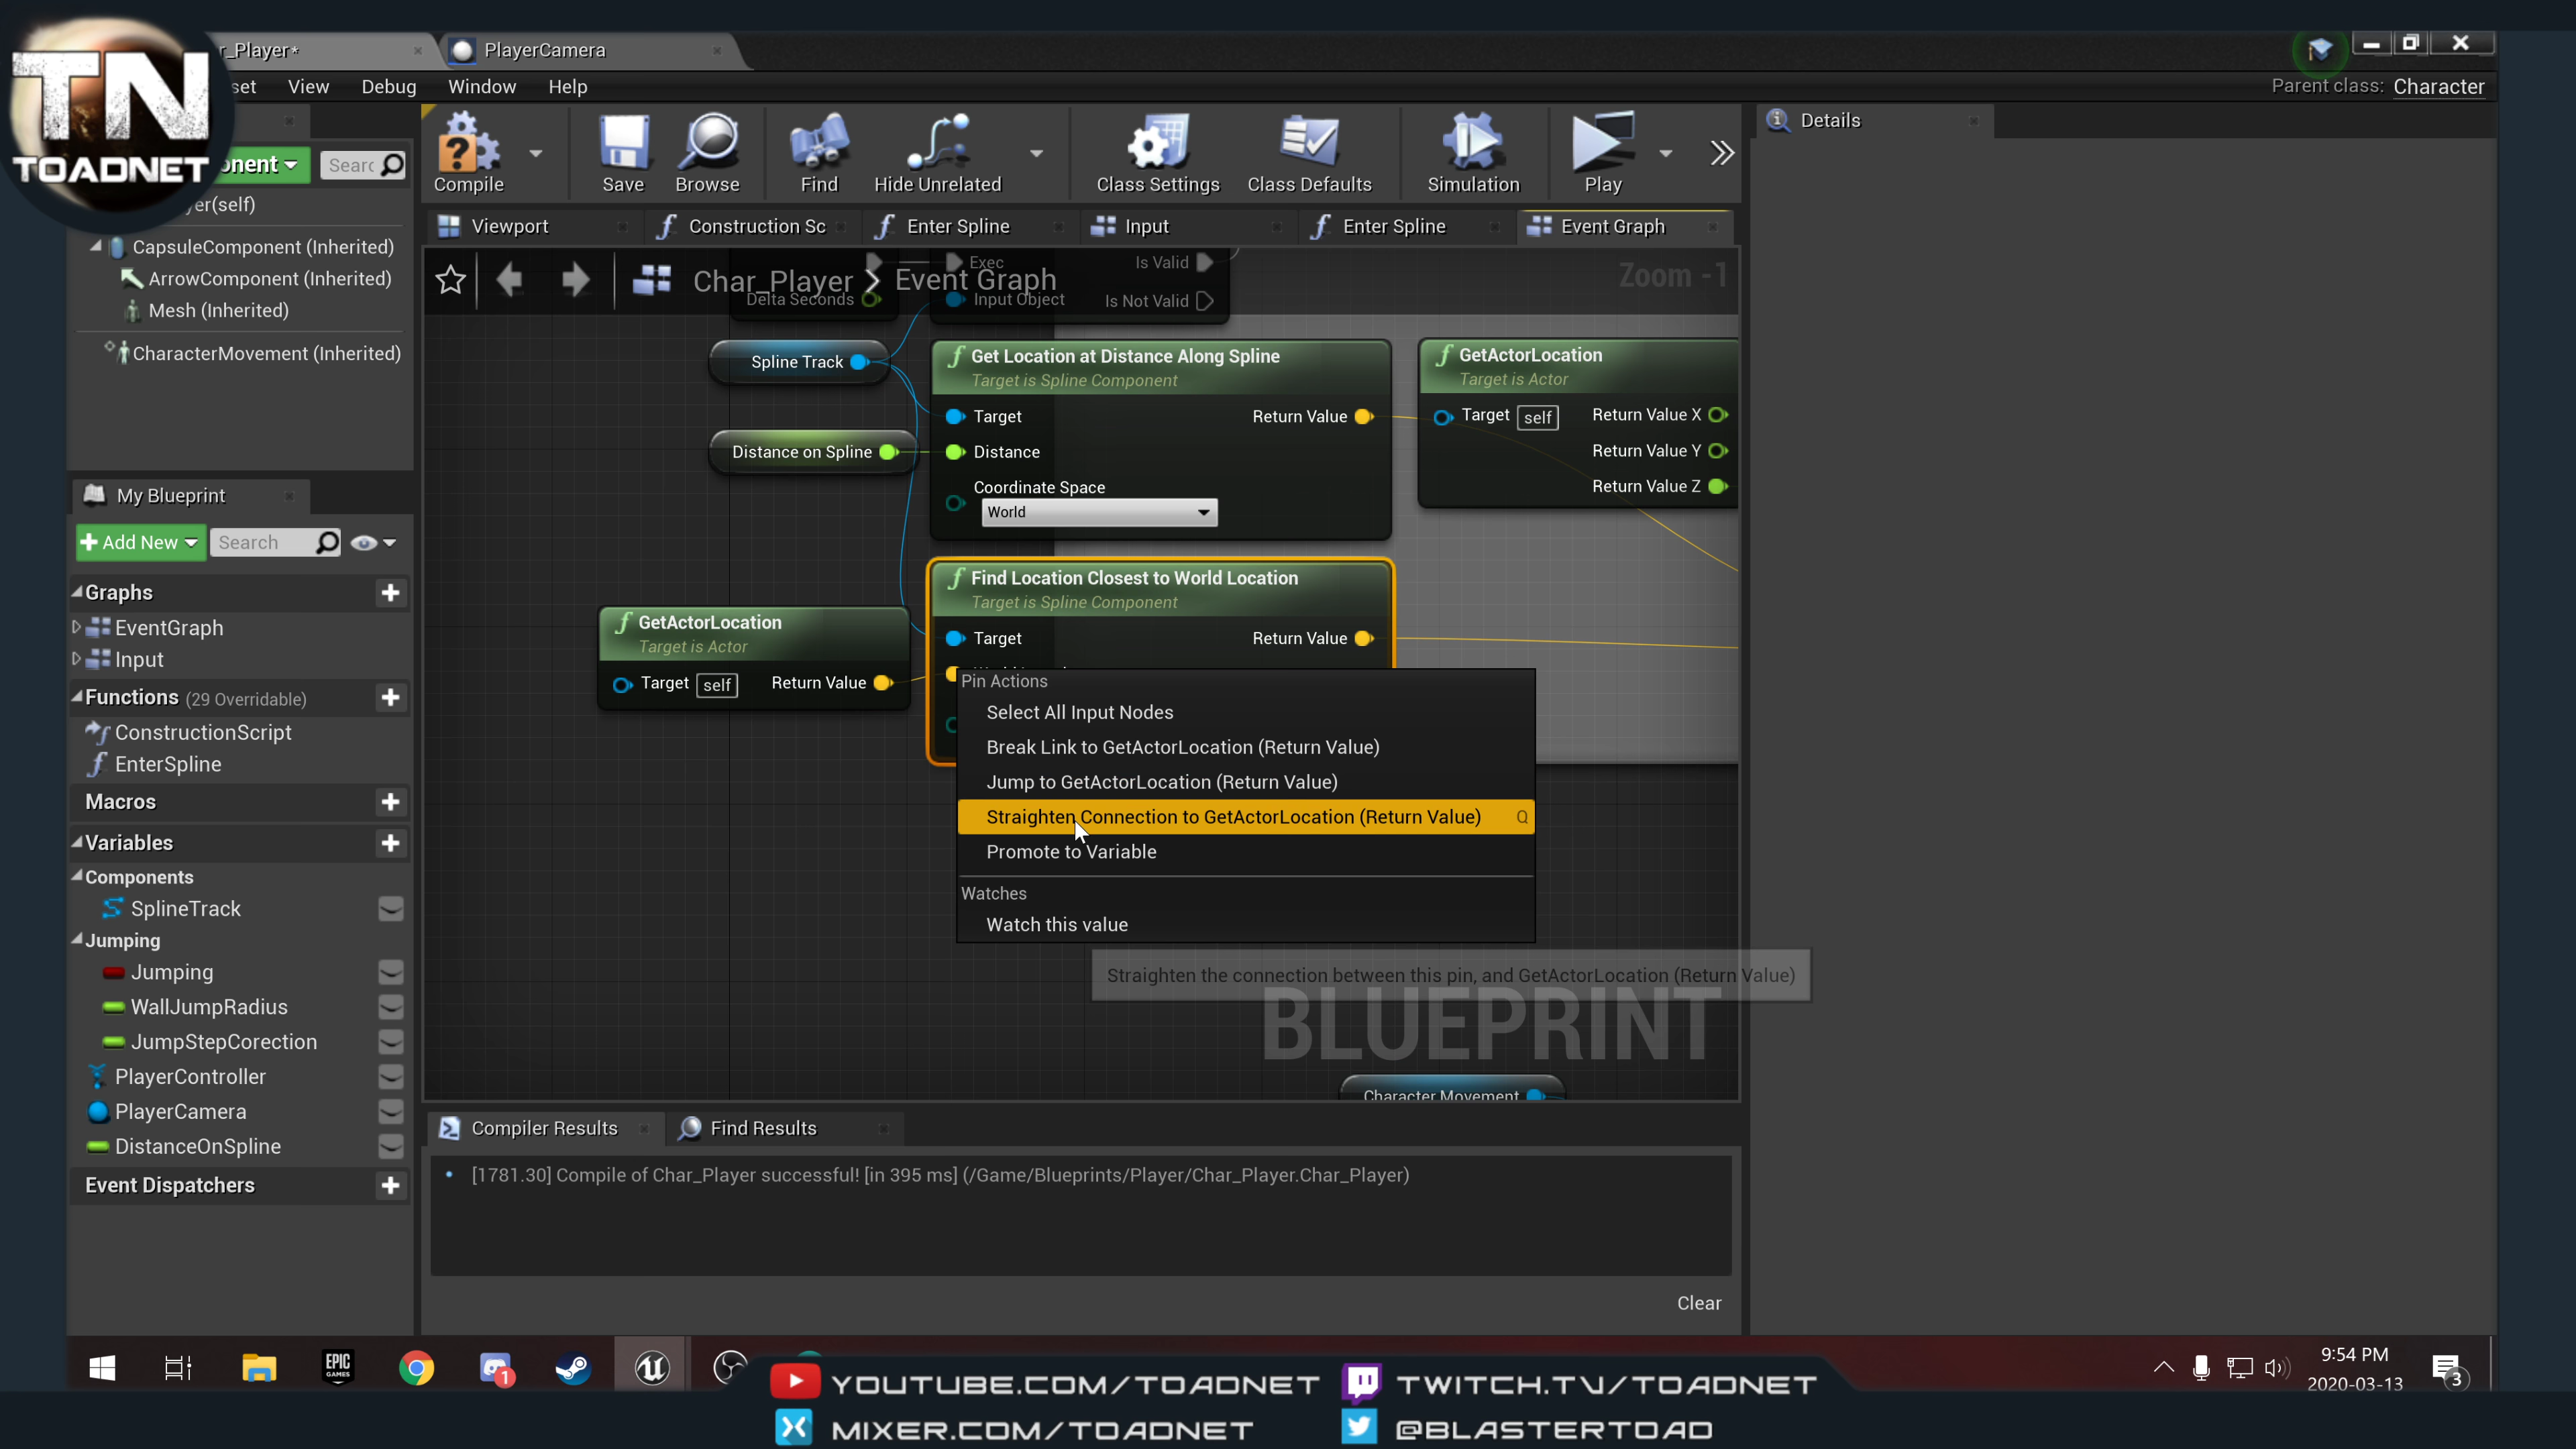 TN
TOADNET
r_Player*
PlayerCamera
set View Debug Window Help
Parent class: Character
onent
Searc
yer(self)
CapsuleComponent (Inherited)
ArrowComponent (Inherited)
Mesh (Inherited)
CharacterMovement (Inherited)
Compile
Save
Browse
Find
Hide Unrelated
Class Settings
Class Defaults
Simulation
Play
Details
Viewport
Construction Sc
Enter Spline
Input
Enter Spline
Event Graph
Char_Player
Event Graph
Zoom -1
Delta Seconds
Exec
Is Valid
Input Object
Is Not Valid
Spline Track
Distance on Spline
Get Location at Distance Along Spline
Target is Spline Component
Target
Return Value
Distance
Coordinate Space
World
GetActorLocation
Target is Actor
Target self
Return Value X
Return Value Y
Return Value Z
Find Location Closest to World Location
Target is Spline Component
Target
Return Value
GetActorLocation
Target is Actor
Target self
Return Value
Pin Actions
Select All Input Nodes
Break Link to GetActorLocation (Return Value)
Jump to GetActorLocation (Return Value)
Straighten Connection to GetActorLocation (Return Value) Q
Promote to Variable
Watches
Watch this value
Straighten the connection between this pin, and GetActorLocation (Return Value)
BLUEPRINT
Character Movement
My Blueprint
Add New
Search
Graphs
EventGraph
Input
Functions (29 Overridable)
ConstructionScript
EnterSpline
Macros
Variables
Components
SplineTrack
Jumping
Jumping
WallJumpRadius
JumpStepCorection
PlayerController
PlayerCamera
DistanceOnSpline
Event Dispatchers
Compiler Results
Find Results
[1781.30] Compile of Char_Player successful! [in 395 ms] (/Game/Blueprints/Player/Char_Player.Char_Player)
Clear
EPIC
GAMES
1
9:54 PM
2020-03-13
3
YOUTUBE.COM/TOADNET
TWITCH.TV/TOADNET
MIXER.COM/TOADNET
@BLASTERTOAD